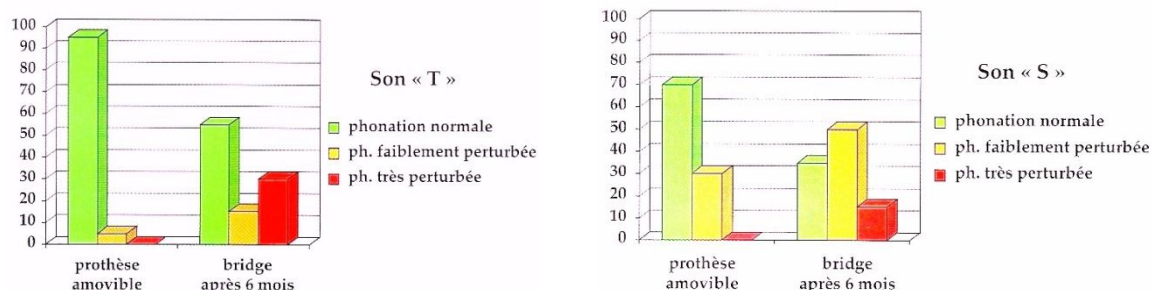 100
90
80
70
60
50
40
30
20
10
0
prothèse
amovible
bridge
après 6 mois
Son « T »
phonation normale
ph. faiblement perturbée
ph. très perturbée
100
90
80
70
60
50
40
30
20
10
0
prothèse
amovible
bridge
après 6 mois
Son « S »
phonation normale
ph. faiblement perturbée
ph. très perturbée